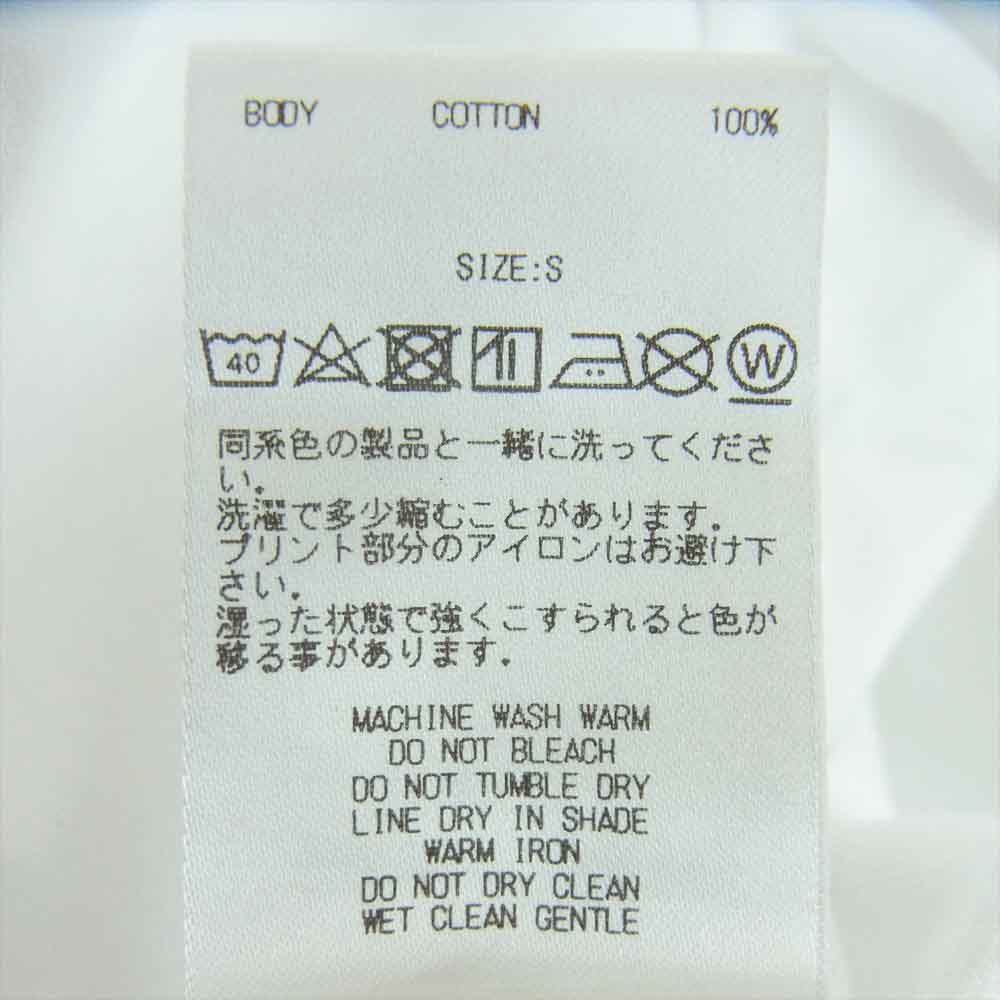 BODY COTTON 100%
SIZE:S
40 W
同系色の製品と一緒に洗ってくださ
い.
洗濯で多少縮むことがあります.
プリント部分のアイロンはお避け下
さい.
湿った状態で強くこすられると色が
移る事があります.
MACHINE WASH WARM
DO NOT BLEACH
DO NOT TUMBLE DRY
LINE DRY IN SHADE
WARM IRON
DO NOT DRY CLEAN
WET CLEAN GENTLE